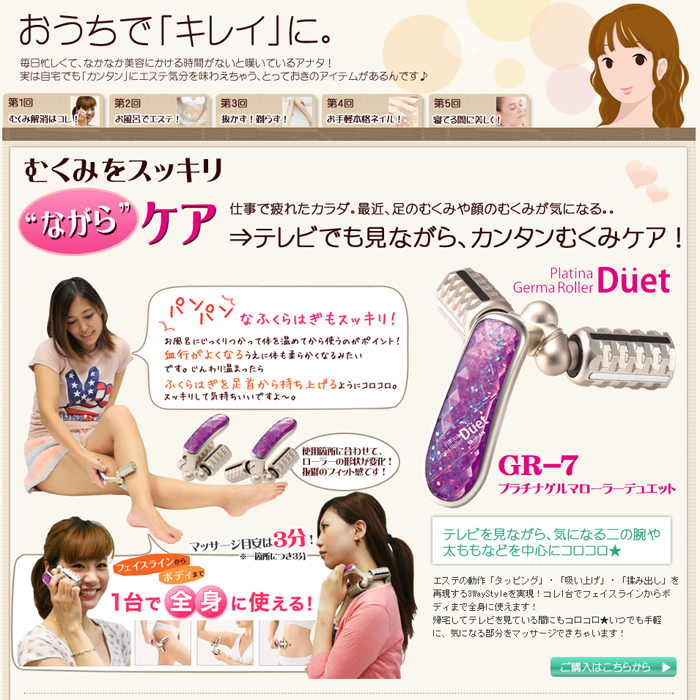 おうちで「キレイ」に。
毎日忙しくて、なかなか美容にかける時間がないと嘆いているアナタ!
実は自宅でも「カンタン」にエステ気分を味わえちゃう、とっておきのアイテムがあるんです♪
第1回
むくみ解消はコレ!
第2回
お風呂でエステ!
第3回
抜かす!剃らす!
第4回
お手軽本格ネイル!
第5回
寝てる間に美しく!
むくみをスッキリ
“ながら”ケア
仕事で疲れたカラダ。最近、足のむくみや顔のむくみが気になる。。
⇒テレビでも見ながら、カンタンむくみケア!
Platina
Germa Roller Düet
パンパンなふくらはぎもスッキリ!
お風呂にじっくりつかって体を温めてから使うのがポイント!
血行がよくなるうえに体も柔らかくなるみたい
です。じんわり温まったら
ふくらはぎを足首から持ち上げるようにコロコロ。
スッキリして気持ちいいですよ〜。
使用箇所に合わせて、
ローラーの形状が変化!
抜群のフィット感です!
Düet
GR-7
プラチナゲルマローラーデュエット
マッサージ目安は3分!
※一箇所につき3分
フェイスラインから
ボディまで
1台で全身に使える!
テレビを見ながら、気になる二の腕や
太ももなどを中心にコロコロ★
エステの動作「タッピング」・「吸い上げ」・「揉み出し」を
再現する3WayStyleを実現!コレ1台でフェイスラインからボ
ディまで全身に使えます!
帰宅してテレビを見ている間にもコロコロ★いつでも手軽
に、気になる部分をマッサージできちゃいます!
ご購入はこちらから